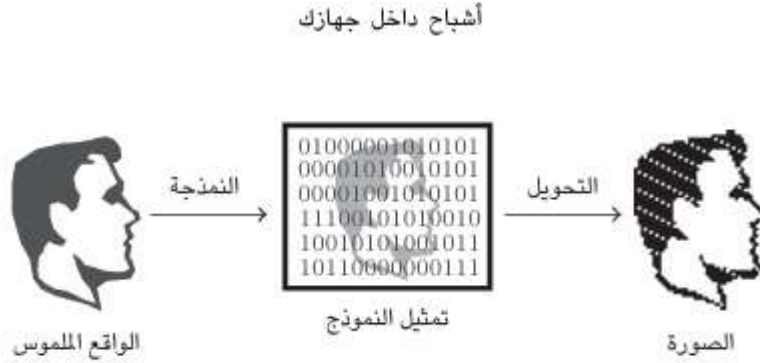 أشباح داخل جهازك
النمذجة
01000001010101
00001010010101
00001001010101
11100101010010
10010101001011
10110000000111
التحويل
الواقع الملموس
تمثيل النموذج
الصورة